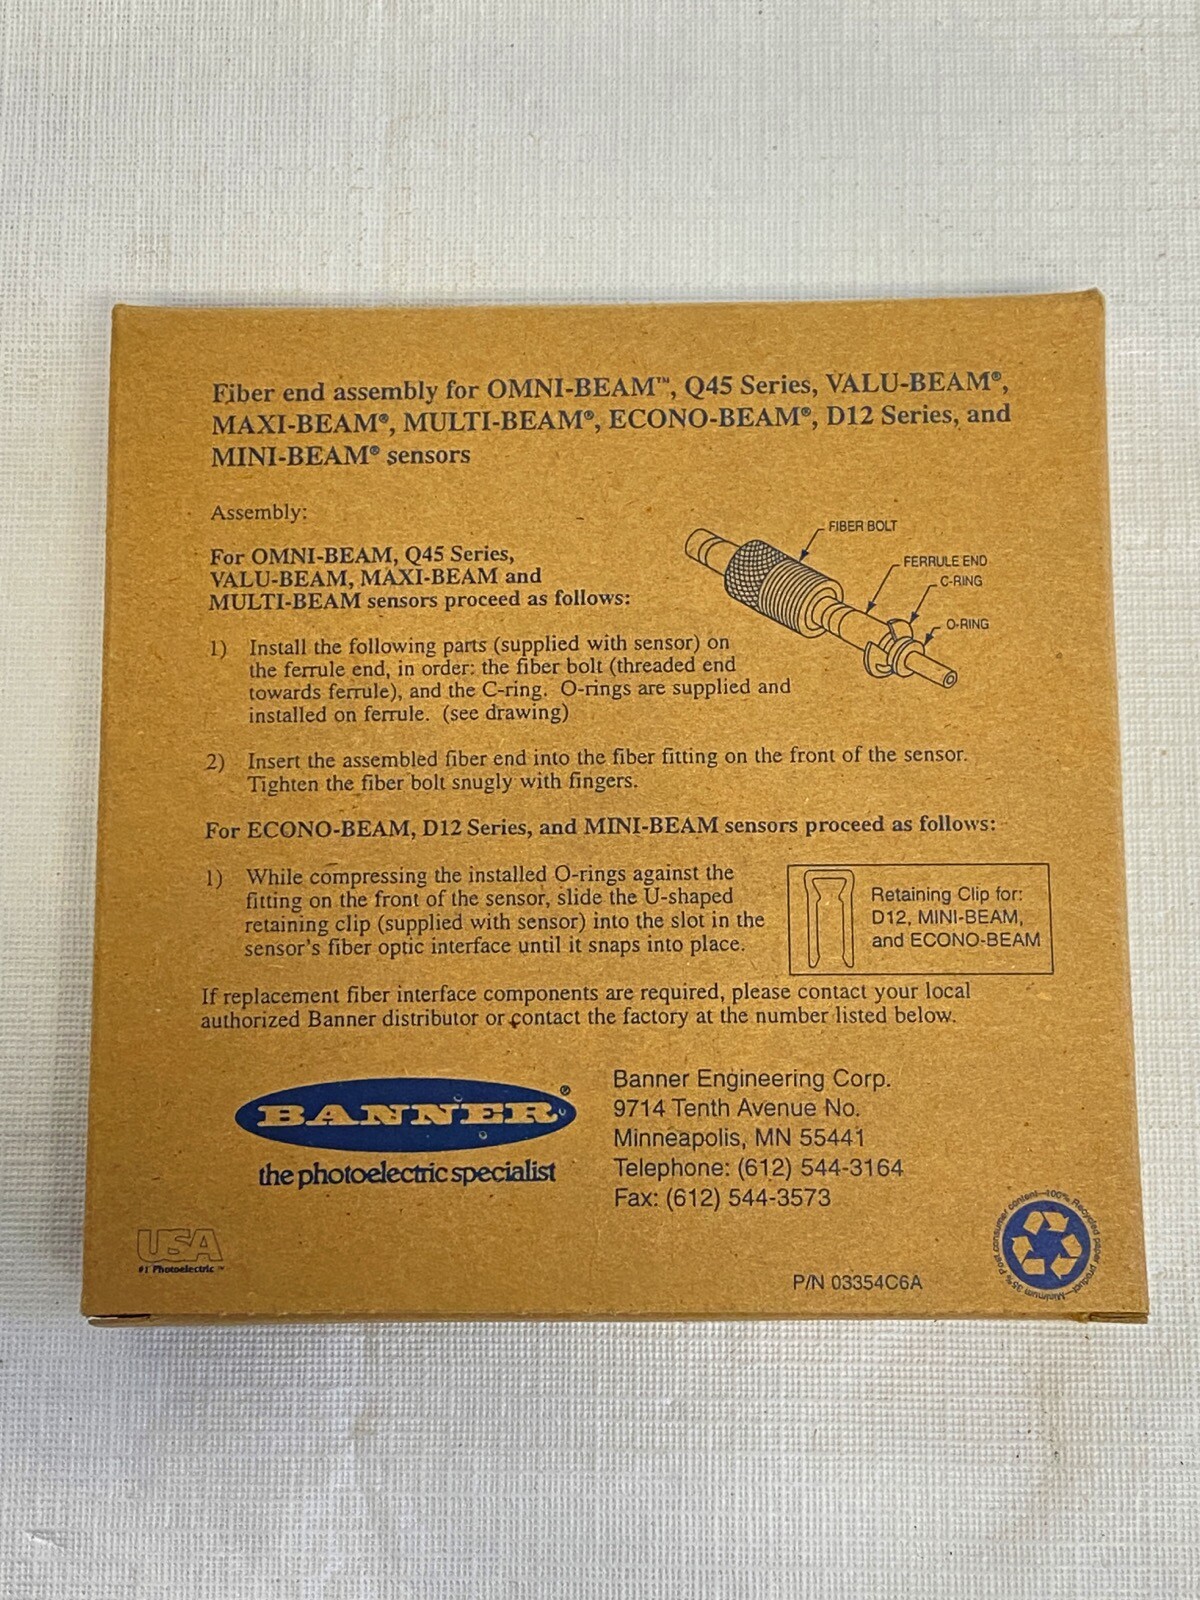 Fiber end assembly for OMNI-BEAM™, Q45 Series, VALU-BEAM®,
MAXI-BEAM®, MULTI-BEAM®, ECONO-BEAM®, D12 Series, and
MINI-BEAM® sensors
Assembly:
For OMNI-BEAM, Q45 Series,
VALU-BEAM, MAXI-BEAM and
MULTI-BEAM sensors proceed as follows:
FIBER BOLT
FERRULE END
C-RING
O-RING
1) Install the following parts (supplied with sensor) on
the ferrule end, in order: the fiber bolt (threaded end
towards ferrule), and the C-ring. O-rings are supplied and
installed on ferrule. (see drawing)
2) Insert the assembled fiber end into the fiber fitting on the front of the sensor.
Tighten the fiber bolt snugly with fingers.
For ECONO-BEAM, D12 Series, and MINI-BEAM sensors proceed as follows:
1) While compressing the installed O-rings against the
fitting on the front of the sensor, slide the U-shaped
retaining clip (supplied with sensor) into the slot in the
sensor's fiber optic interface until it snaps into place.
Retaining Clip for:
D12, MINI-BEAM,
and ECONO-BEAM
If replacement fiber interface components are required, please contact your local
authorized Banner distributor or contact the factory at the number listed below.
BANNER®
the photoelectric specialist
Banner Engineering Corp.
9714 Tenth Avenue No.
Minneapolis, MN 55441
Telephone: (612) 544-3164
Fax: (612) 544-3573
USA
#1 Photoelectric ™
P/N 03354C6A
100% Recycled paper product—Minimum 35% Post consumer content—